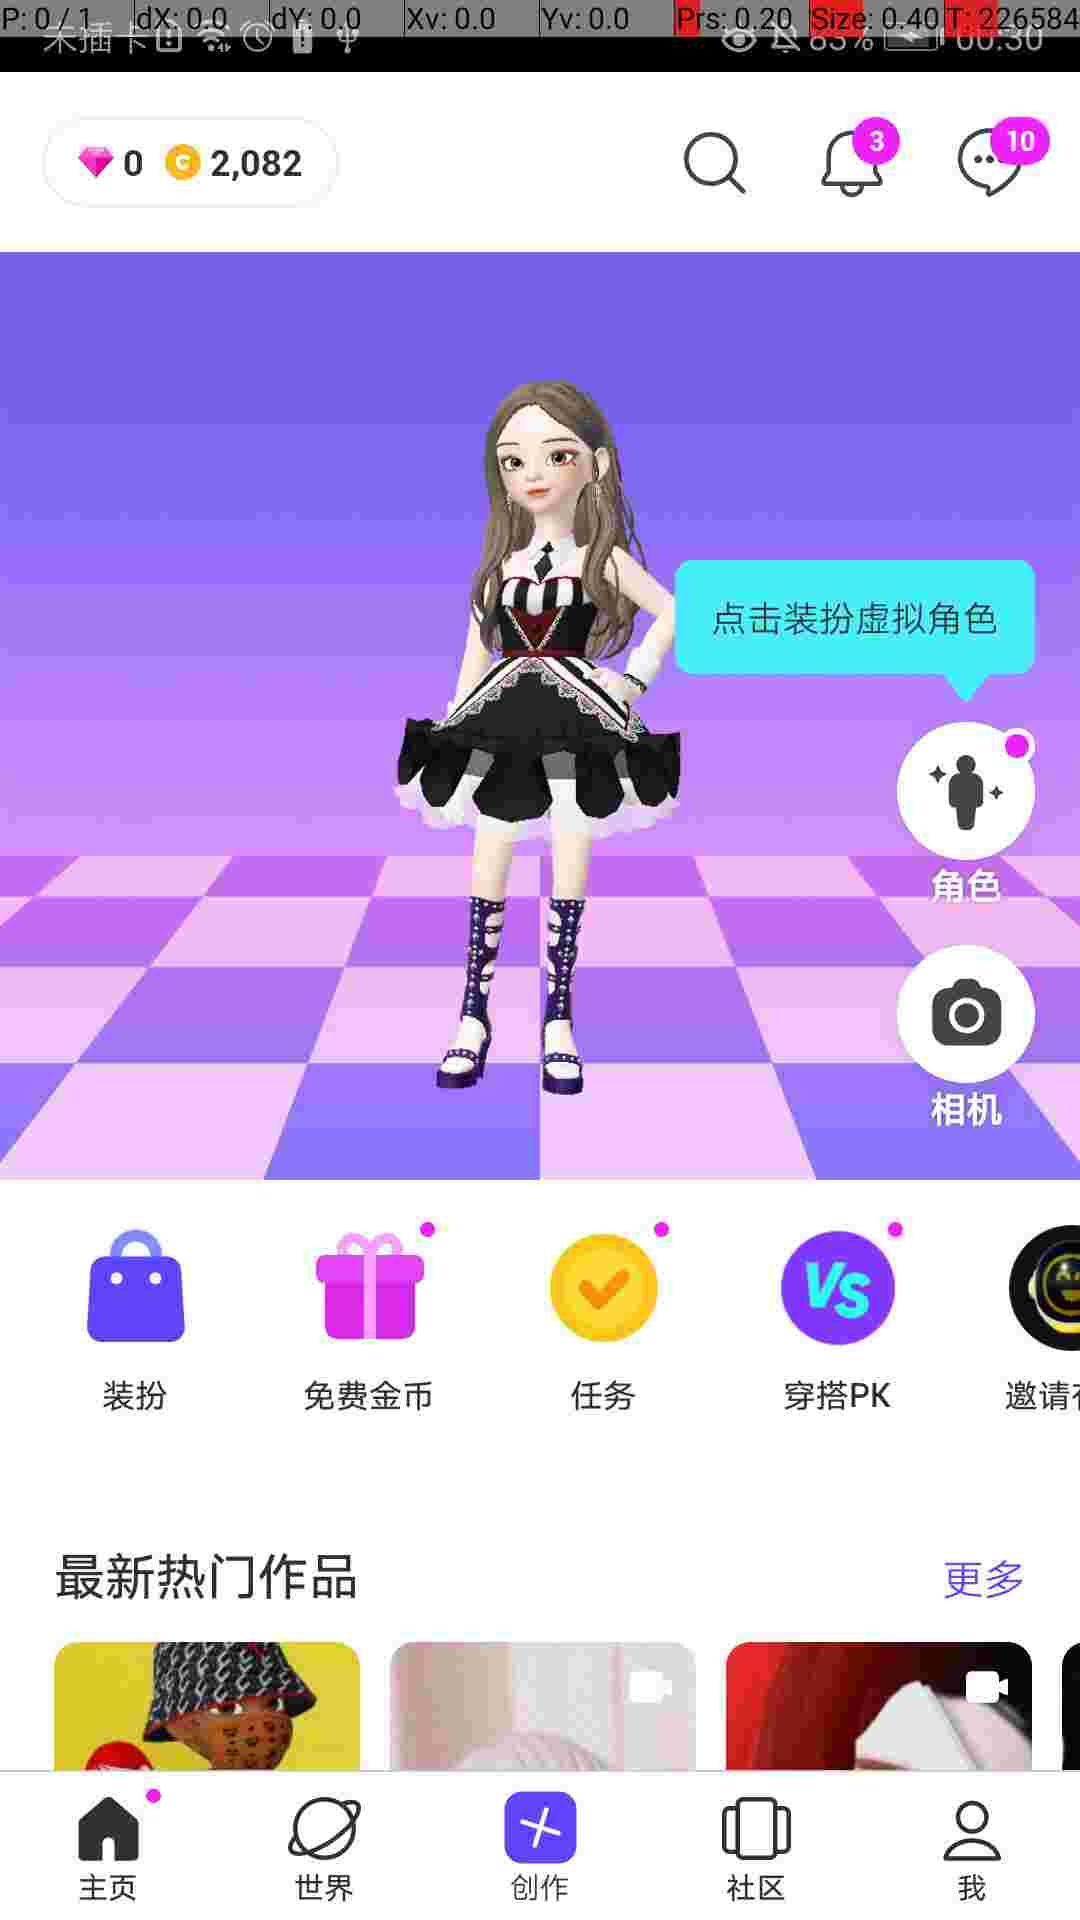 P: 0 / 1 dX: 0.0 dY: 0.0 Xv: 0.0 Yv: 0.0 Prs: 0.20 Size: 0.40 T: 226584
未插卡 83% 00:30
0 2,082 3 10
点击装扮虚拟角色
角色
相机
VS
装扮 免费金币 任务 穿搭PK 邀请
最新热门作品 更多
主页 世界 创作 社区 我